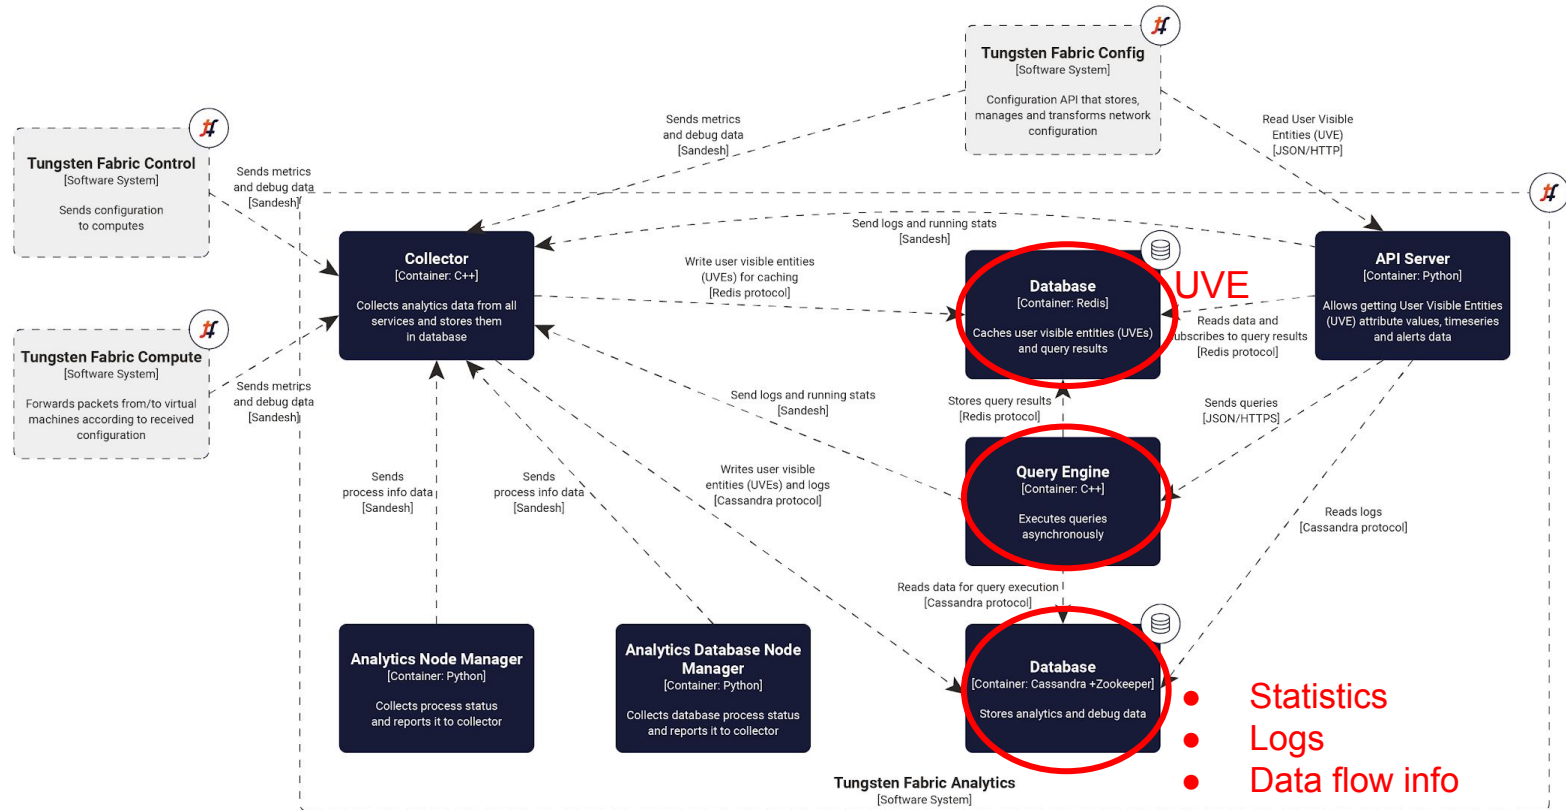 Tungsten Fabric Config
[Software System]
Configuration API that stores,
manages and transforms network
configuration
Sends metrics
and debug data
[Sandesh]
Read User Visible
Entities (UVE)
[JSON/HTTP]
Tungsten Fabric Control
[Software System]
Sends configuration
to computes
Sends metrics
and debug data
[Sandesh]
Collector
[Container: C++]
Collects analytics data from all
services and stores them
in database
Send logs and running stats
[Sandesh]
Write user visible entities
(UVEs) for caching
[Redis protocol]
Database
[Container: Redis]
Caches user visible entities (UVEs)
and query results
UVE
Reads data and
subscribes to query results
[Redis protocol]
API Server
[Container: Python]
Allows getting User Visible Entities
(UVE) attribute values, timeseries
and alerts data
Tungsten Fabric Compute
[Software System]
Forwards packets from/to virtual
machines according to received
configuration
Sends metrics
and debug data
[Sandesh]
Send logs and running stats
[Sandesh]
Stores query results
[Redis protocol]
Sends queries
[JSON/HTTPS]
Sends
process info data
[Sandesh]
Sends
process info data
[Sandesh]
Writes user visible
entities (UVEs) and logs
[Cassandra protocol]
Query Engine
[Container: C++]
Executes queries
asynchronously
Reads logs
[Cassandra protocol]
Reads data for query execution
[Cassandra protocol]
Analytics Node Manager
[Container: Python]
Collects process status
and reports it to collector
Analytics Database Node
Manager
[Container: Python]
Collects database process status
and reports it to collector
Database
[Container: Cassandra +Zookeeper]
Stores analytics and debug data
● Statistics
● Logs
● Data flow info
Tungsten Fabric Analytics
[Software System]